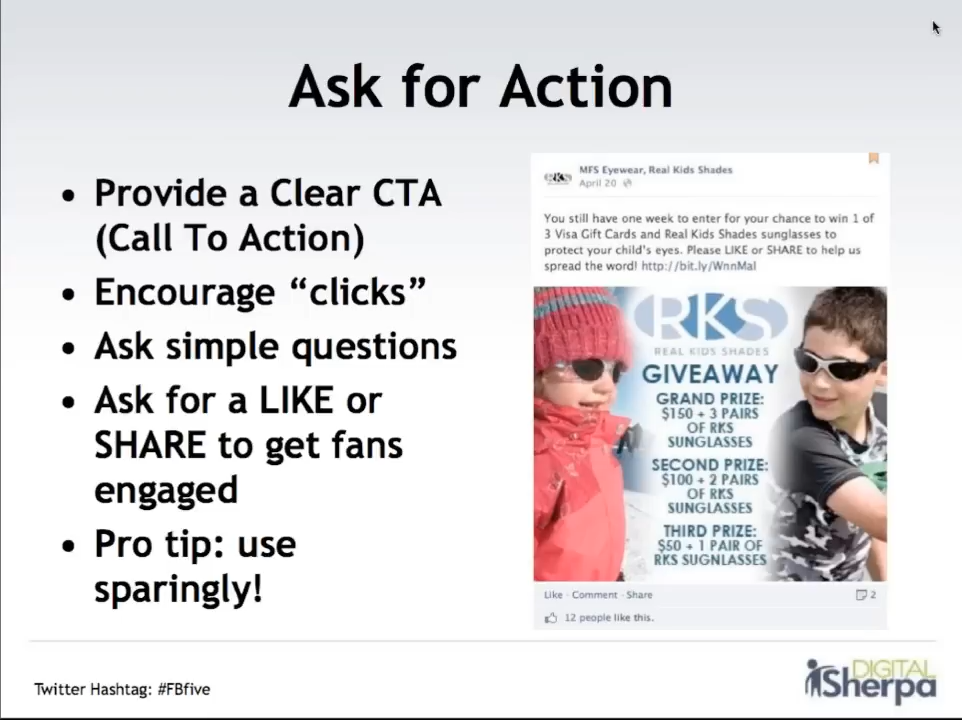 Ask for Action
• Provide a Clear CTA
(Call To Action)
• Encourage “clicks”
• Ask simple questions
• Ask for a LIKE or
SHARE to get fans
engaged
• Pro tip: use
sparingly!
RKS
MFS Eyewear, Real Kids Shades
April 20
You still have one week to enter for your chance to win 1 of
3 Visa Gift Cards and Real Kids Shades sunglasses to
protect your child's eyes. Please LIKE or SHARE to help us
spread the word! http://bit.ly/WnnMal
RKS
REAL KIDS SHADES
GIVEAWAY
GRAND PRIZE:
$150 + 3 PAIRS
OF RKS
SUNGLASSES
SECOND PRIZE:
$100 + 2 PAIRS
OF RKS
SUNGLASSES
THIRD PRIZE:
$50 + 1 PAIR OF
RKS SUGNLASSES
Like · Comment · Share
2
12 people like this.
Twitter Hashtag: #FBfive
DIGITAL
Sherpa